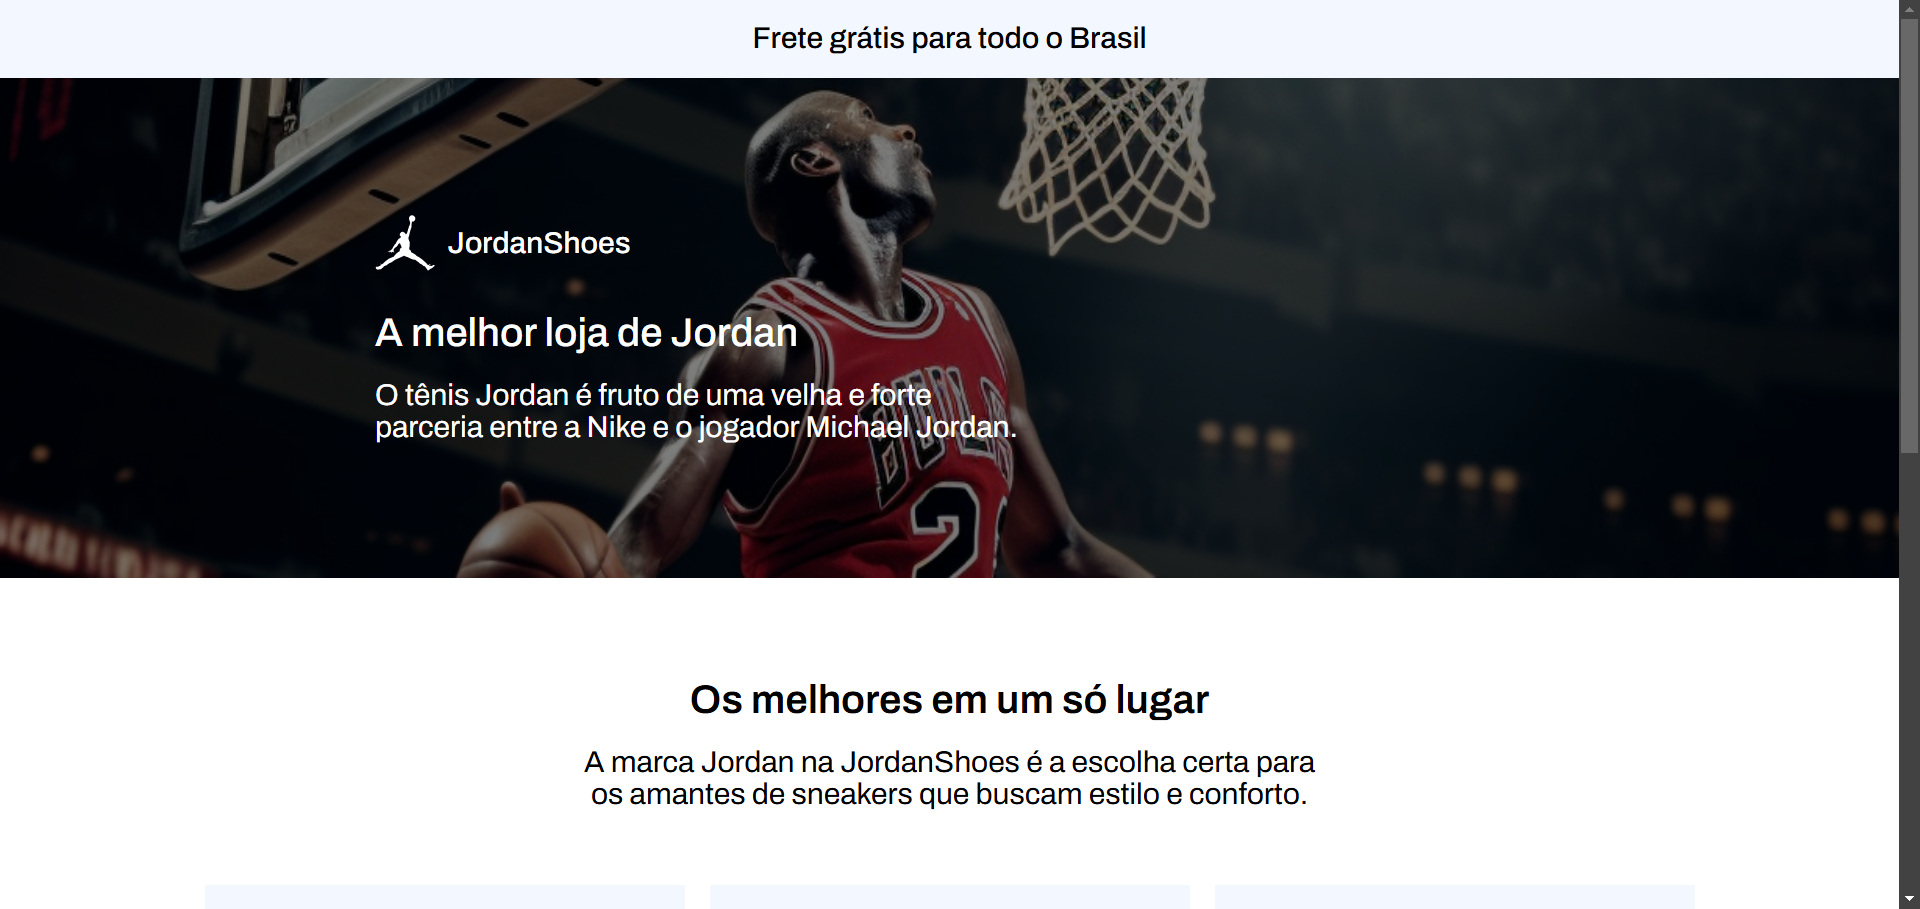 Frete grátis para todo o Brasil
JordanShoes
A melhor loja de Jordan
O tênis Jordan é fruto de uma velha e forte
parceria entre a Nike e o jogador Michael Jordan.
BULLS
2
Os melhores em um só lugar
A marca Jordan na JordanShoes é a escolha certa para
os amantes de sneakers que buscam estilo e conforto.